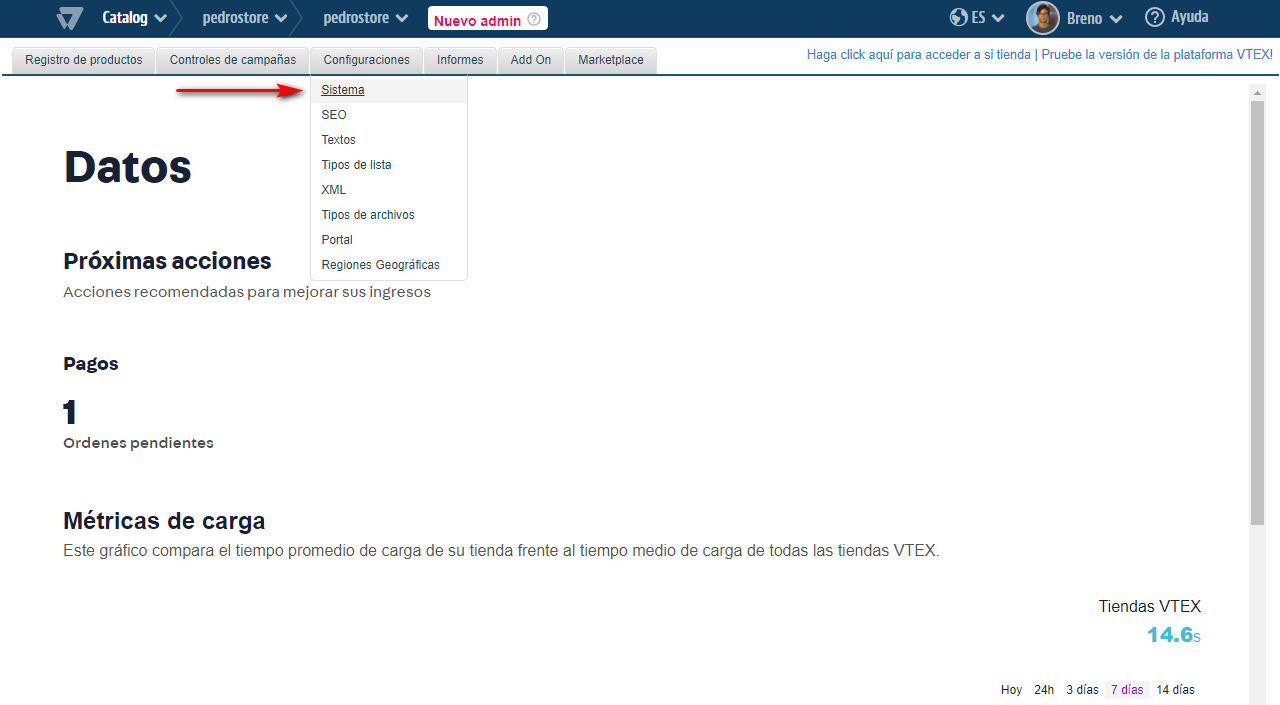 Catalog pedrostore pedrostore Nuevo admin ? ES Breno ? Ayuda
Registro de productos Controles de campañas Configuraciones Informes Add On Marketplace Haga click aquí para acceder a si tienda | Pruebe la versión de la plataforma VTEX!
Sistema
SEO
Textos
Tipos de lista
XML
Tipos de archivos
Portal
Regiones Geográficas
Datos
Próximas acciones
Acciones recomendadas para mejorar sus ingresos
Pagos
1
Ordenes pendientes
Métricas de carga
Este gráfico compara el tiempo promedio de carga de su tienda frente al tiempo medio de carga de todas las tiendas VTEX.
Tiendas VTEX
14.6s
Hoy 24h 3 días 7 días 14 días